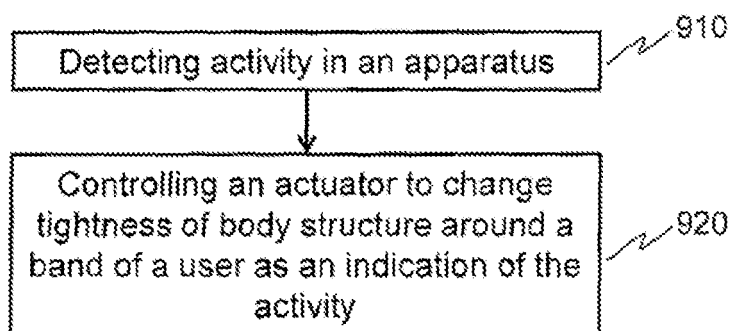 Detecting activity in an apparatus
910
Controlling an actuator to change
tightness of body structure around a
band of a user as an indication of the
activity
920